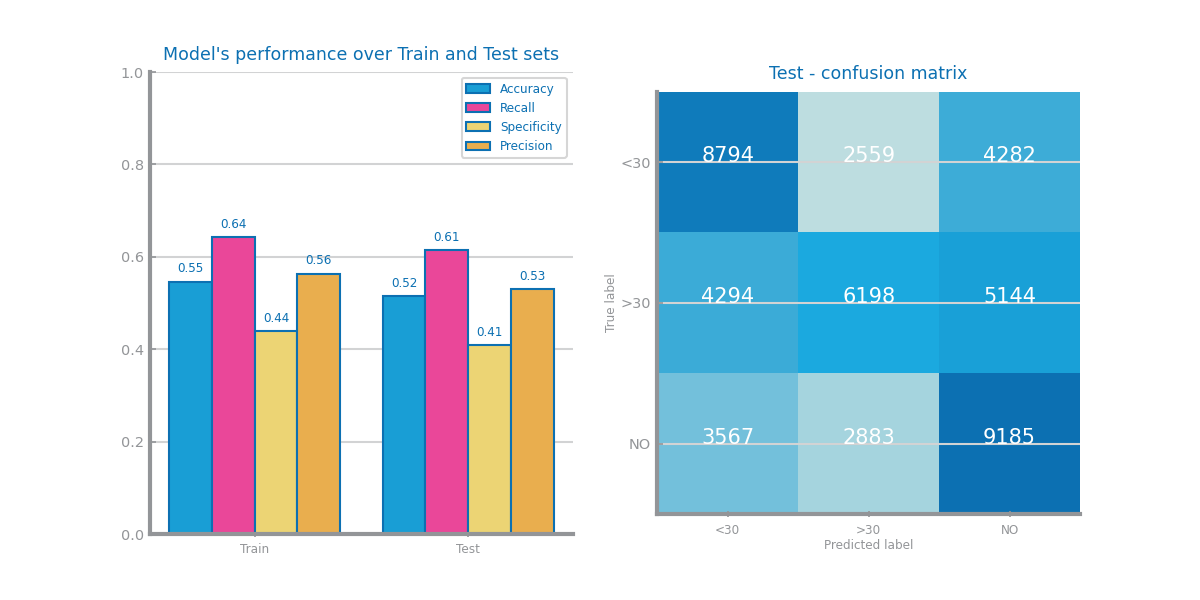 Model's performance over Train and Test sets
1.0
0.8
0.6
0.4
0.2
0.0
Accuracy
Recall
Specificity
Precision
0.55
0.64
0.44
0.56
0.52
0.61
0.41
0.53
Train
Test
Test - confusion matrix
True label
<30
>30
NO
8794 2559 4282
4294 6198 5144
3567 2883 9185
<30 >30 NO
Predicted label